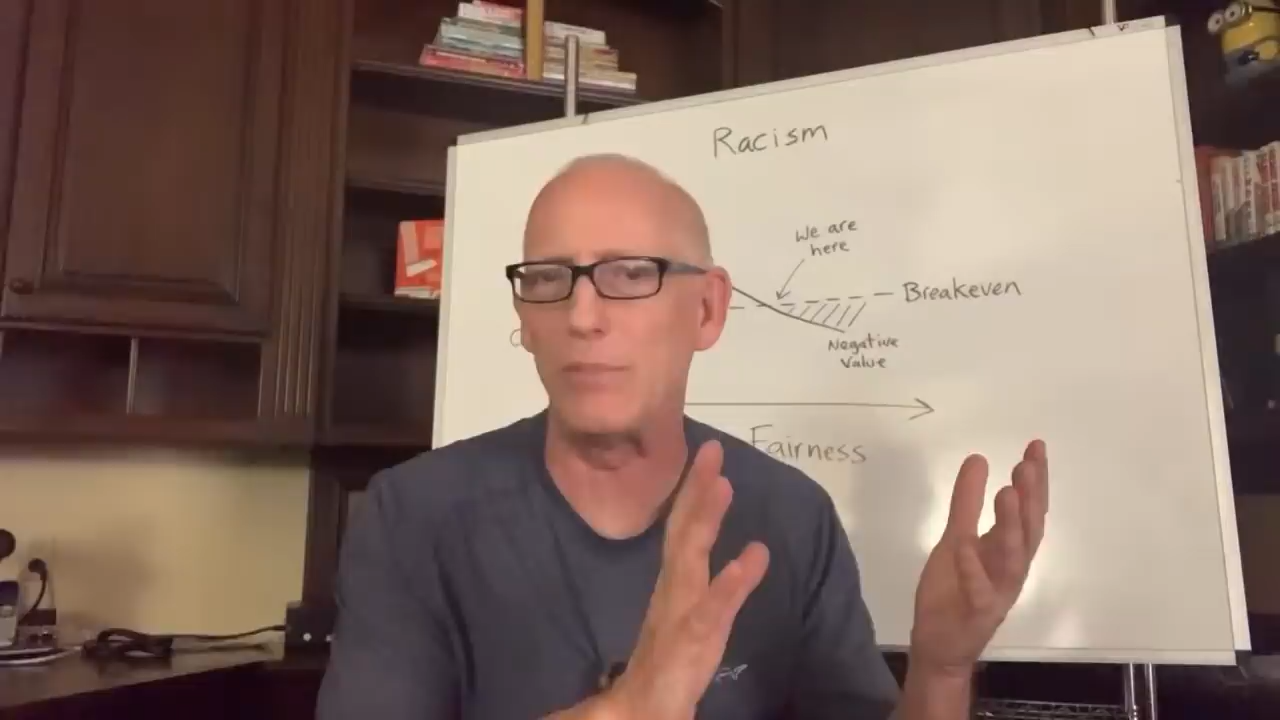 Racism
We are
here
Breakeven
Negative
Value
Fairness